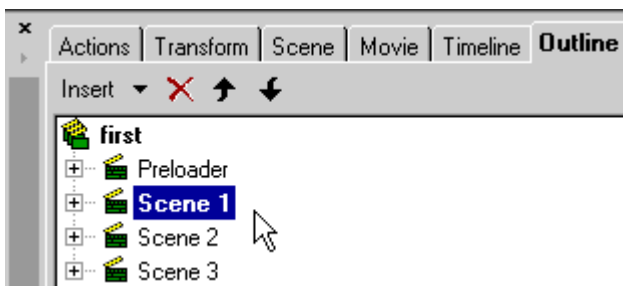 Actions Transform Scene Movie Timeline Outline
Insert
first
Preloader
Scene 1
Scene 2
Scene 3